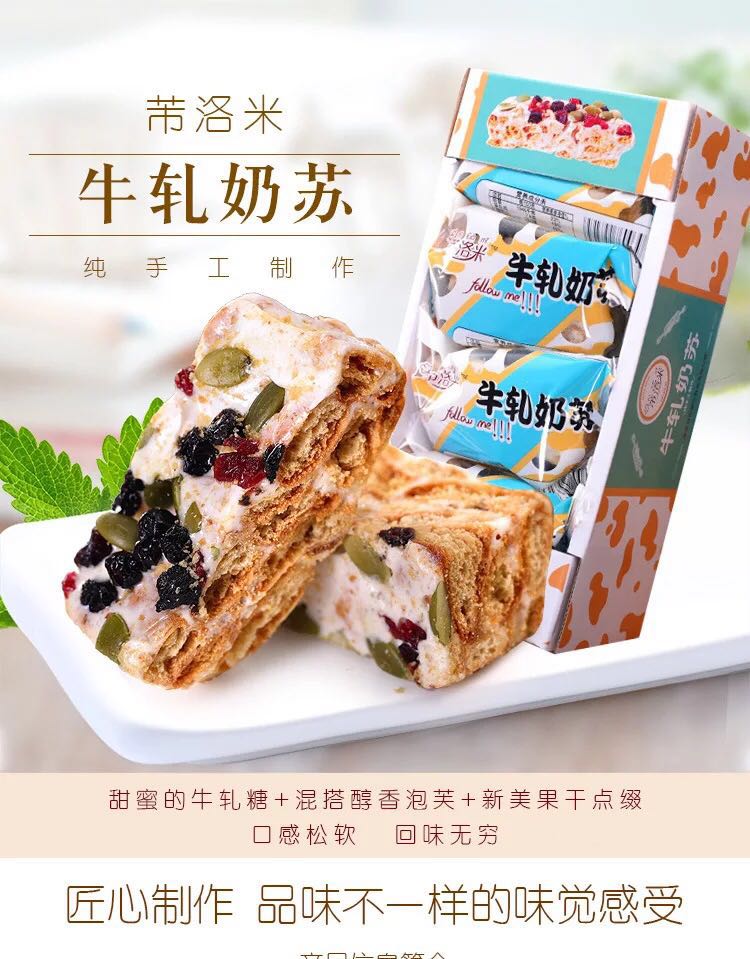 芾洛米
牛轧奶苏
纯手工制作
洛米
牛轧奶
follow me!!!
牛轧奶苏
follow me!!!
牛轧奶苏
甜蜜的牛轧糖+混搭醇香泡芙+新美果干点缀
口感松软 回味无穷
匠心制作 品味不一样的味觉感受